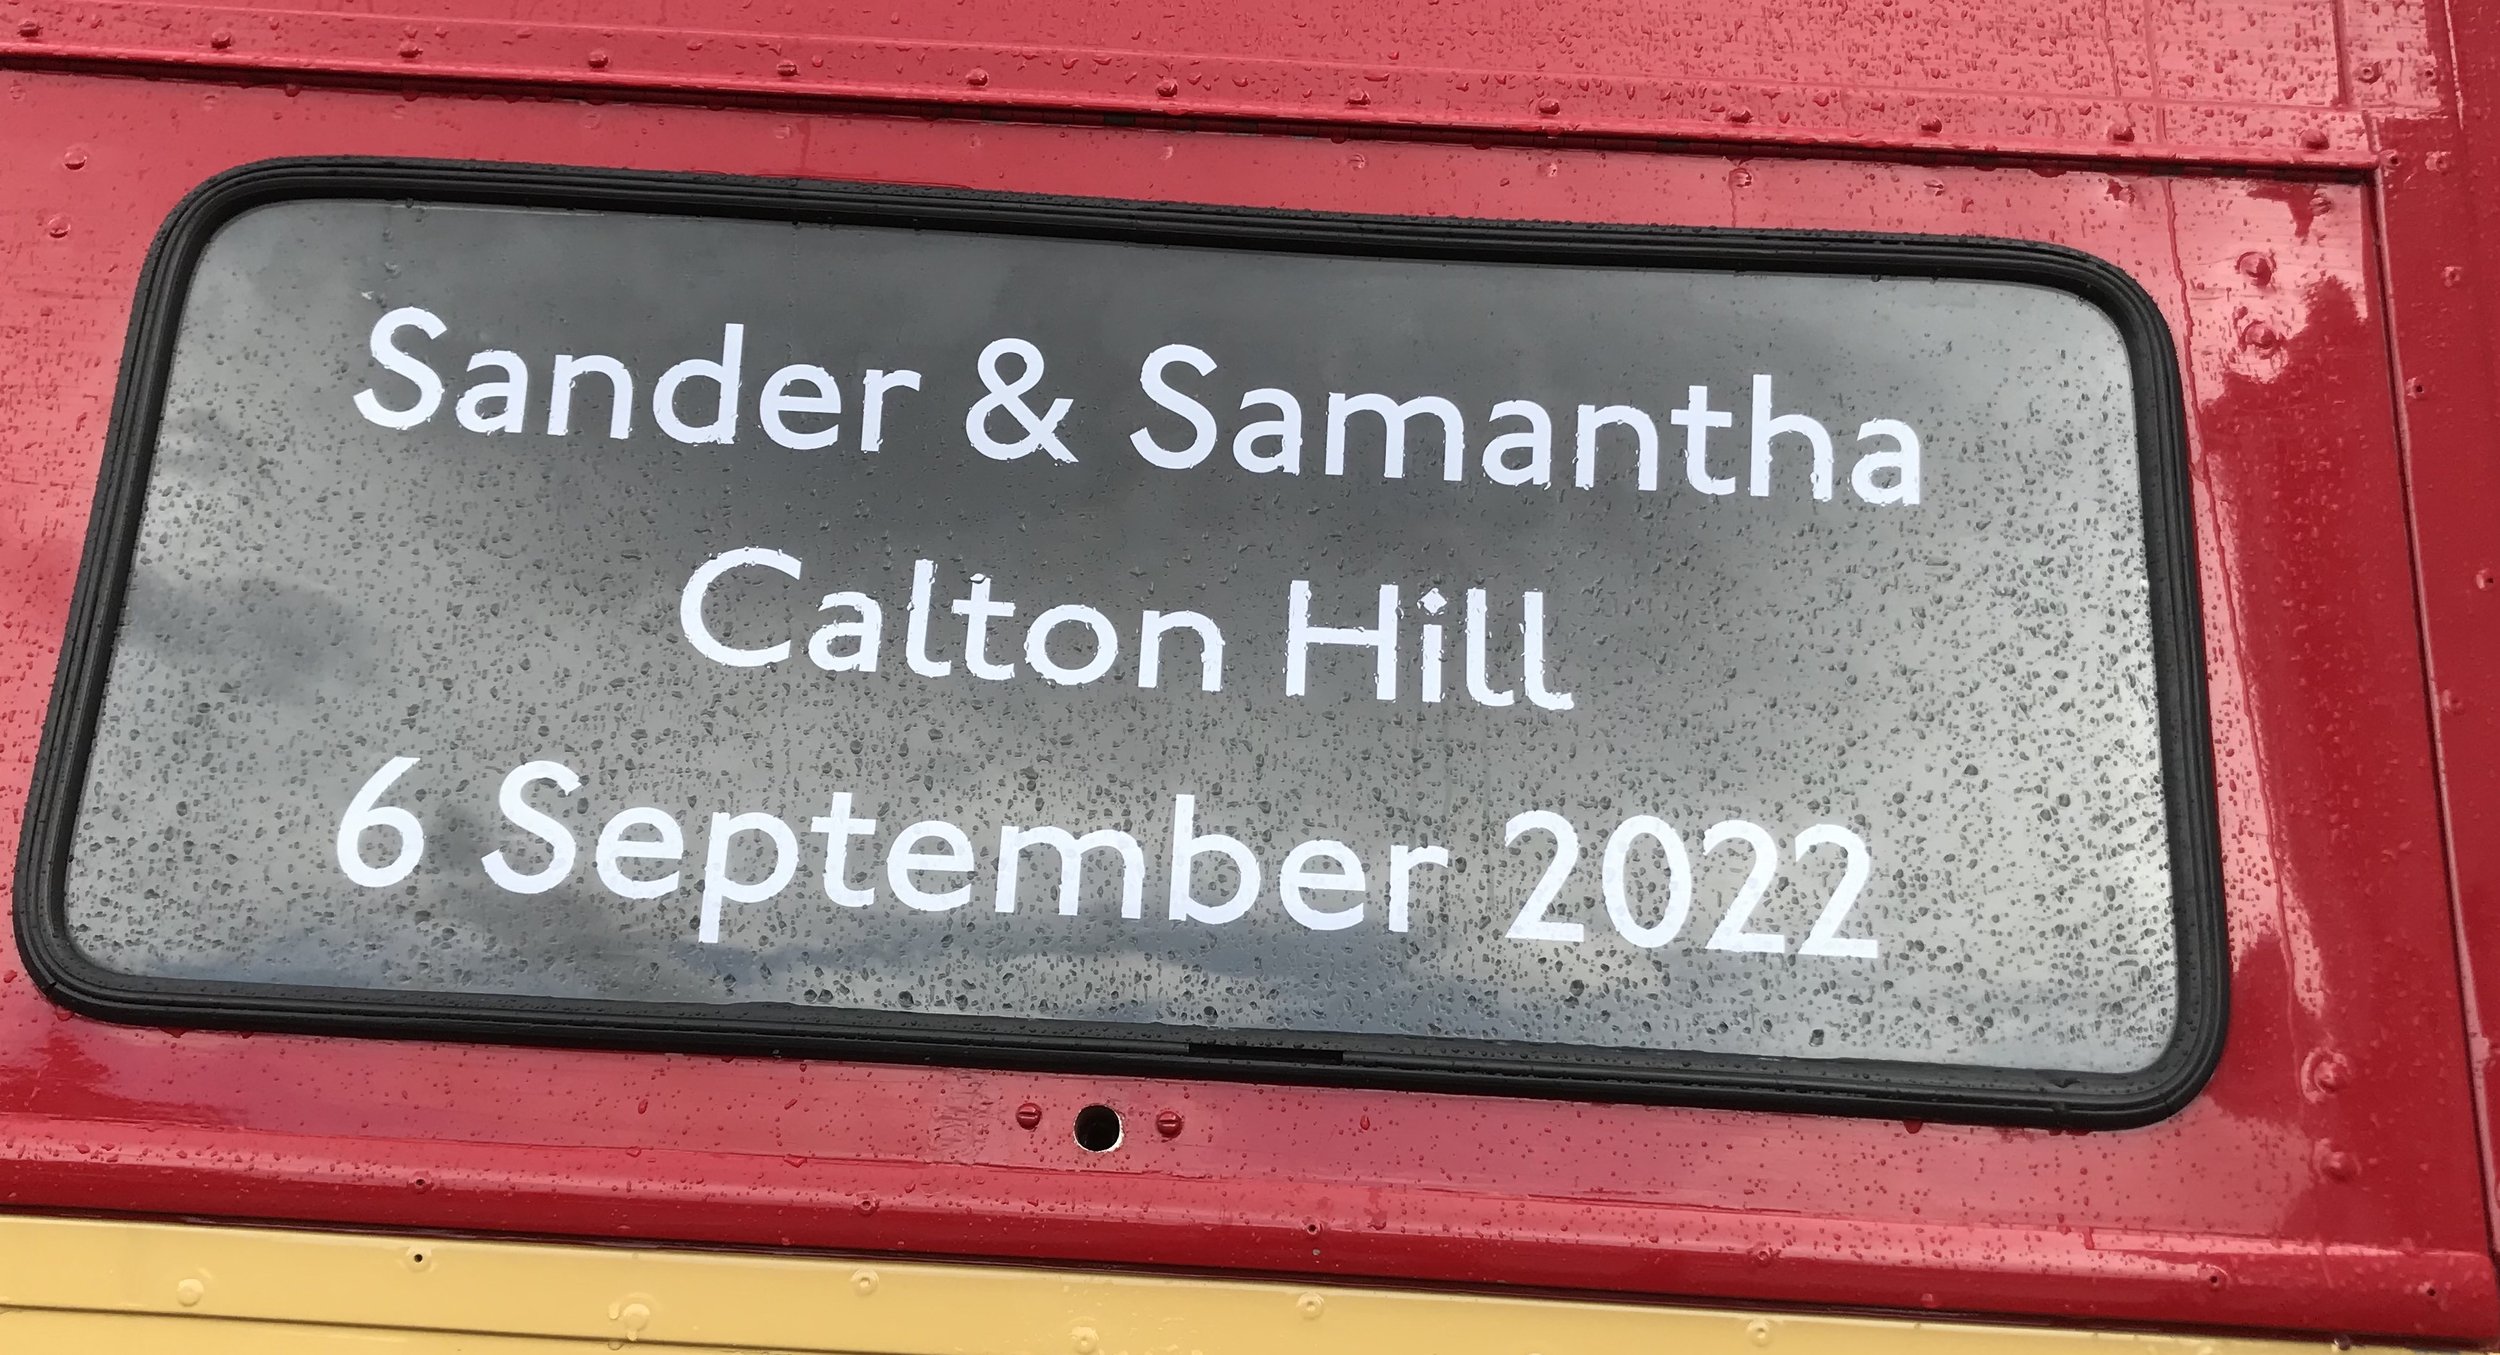 Sander & Samantha
Calton Hill
6 September 2022